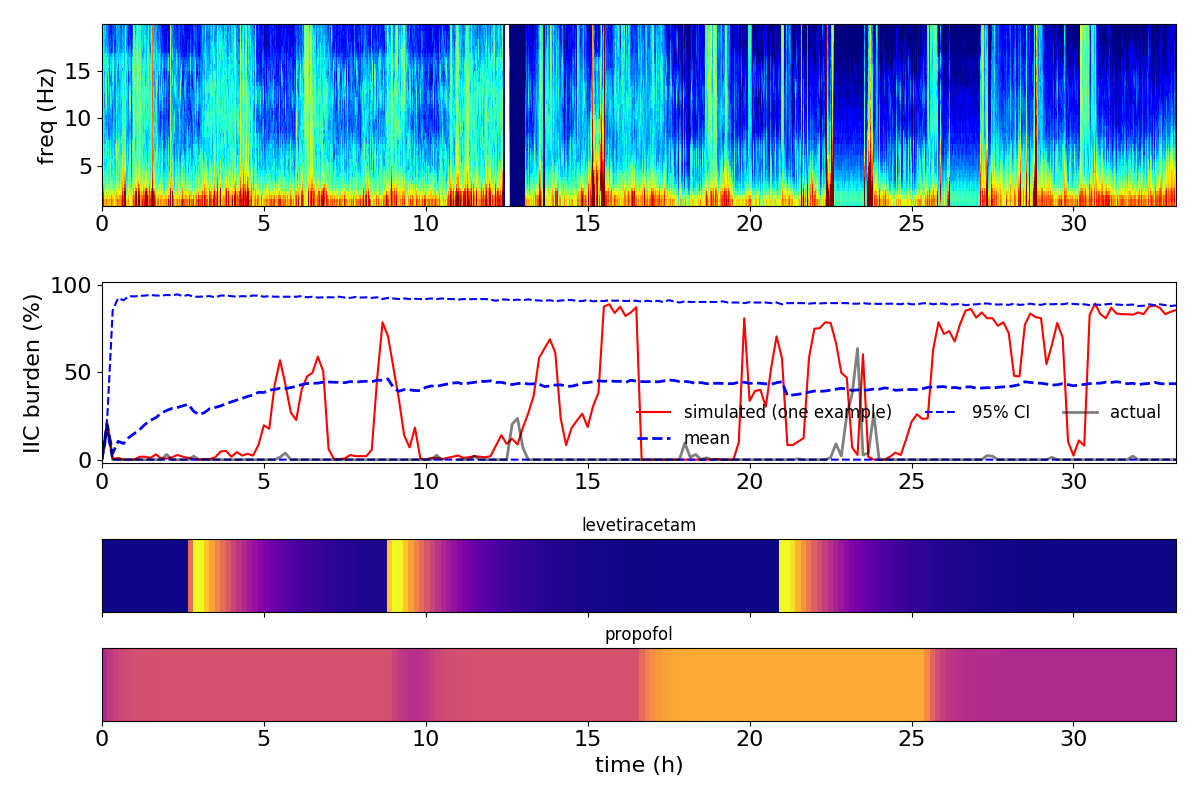 freq (Hz)
15
10
5
0 5 10 15 20 25 30
IIC burden (%)
100
50
0
simulated (one example) 95% CI actual
mean
0 5 10 15 20 25 30
levetiracetam
propofol
0 5 10 15 20 25 30
time (h)